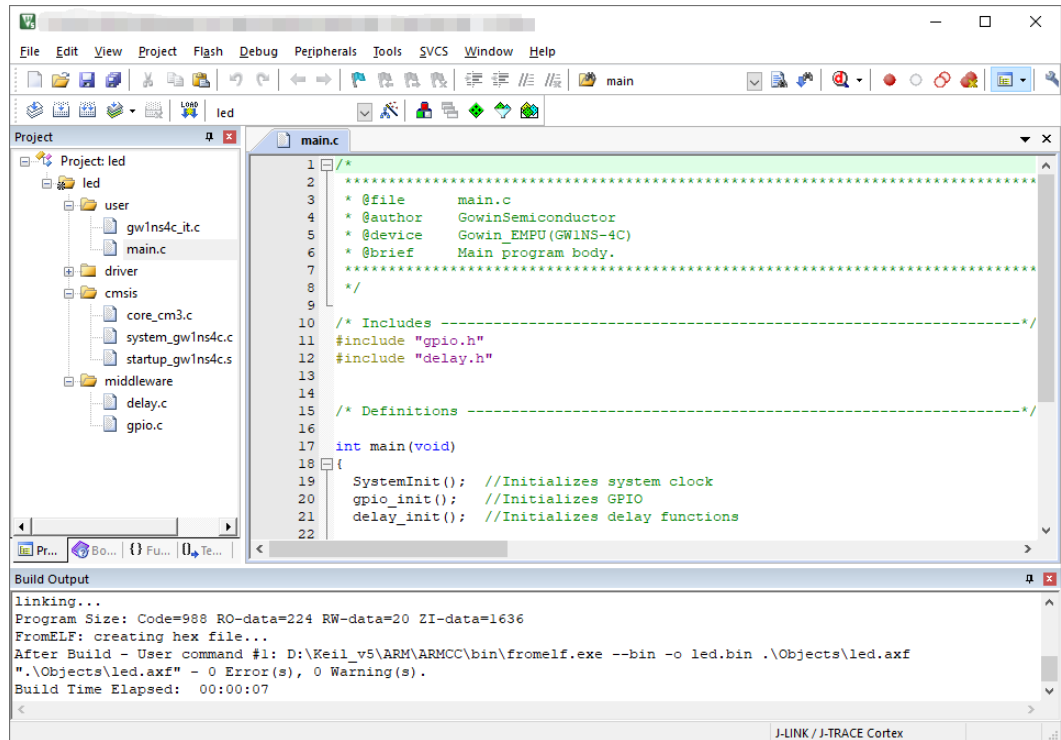 File Edit View Project Flash Debug Peripherals Tools SVCS Window Help
main
LOAD led
Project
main.c
Project: led
led
user
gw1ns4c_it.c
main.c
driver
cmsis
core_cm3.c
system_gw1ns4c.c
startup_gw1ns4c.s
middleware
delay.c
gpio.c
Pr... Bo... {} Fu... 0 Te...
1 /*
2 ******************************************************************************
3 * @file main.c
4 * @author GowinSemiconductor
5 * @device Gowin_EMPU(GW1NS-4C)
6 * @brief Main program body.
7 ******************************************************************************
8 */
9
10 /* Includes ------------------------------------------------------------------*/
11 #include "gpio.h"
12 #include "delay.h"
13
14
15 /* Definitions ---------------------------------------------------------------*/
16
17 int main(void)
18 {
19 SystemInit(); //Initializes system clock
20 gpio_init(); //Initializes GPIO
21 delay_init(); //Initializes delay functions
22
Build Output
linking...
Program Size: Code=988 RO-data=224 RW-data=20 ZI-data=1636
FromELF: creating hex file...
After Build - User command #1: D:\Keil_v5\ARM\ARMCC\bin\fromelf.exe --bin -o led.bin .\Objects\led.axf
".\Objects\led.axf" - 0 Error(s), 0 Warning(s).
Build Time Elapsed: 00:00:07
J-LINK / J-TRACE Cortex